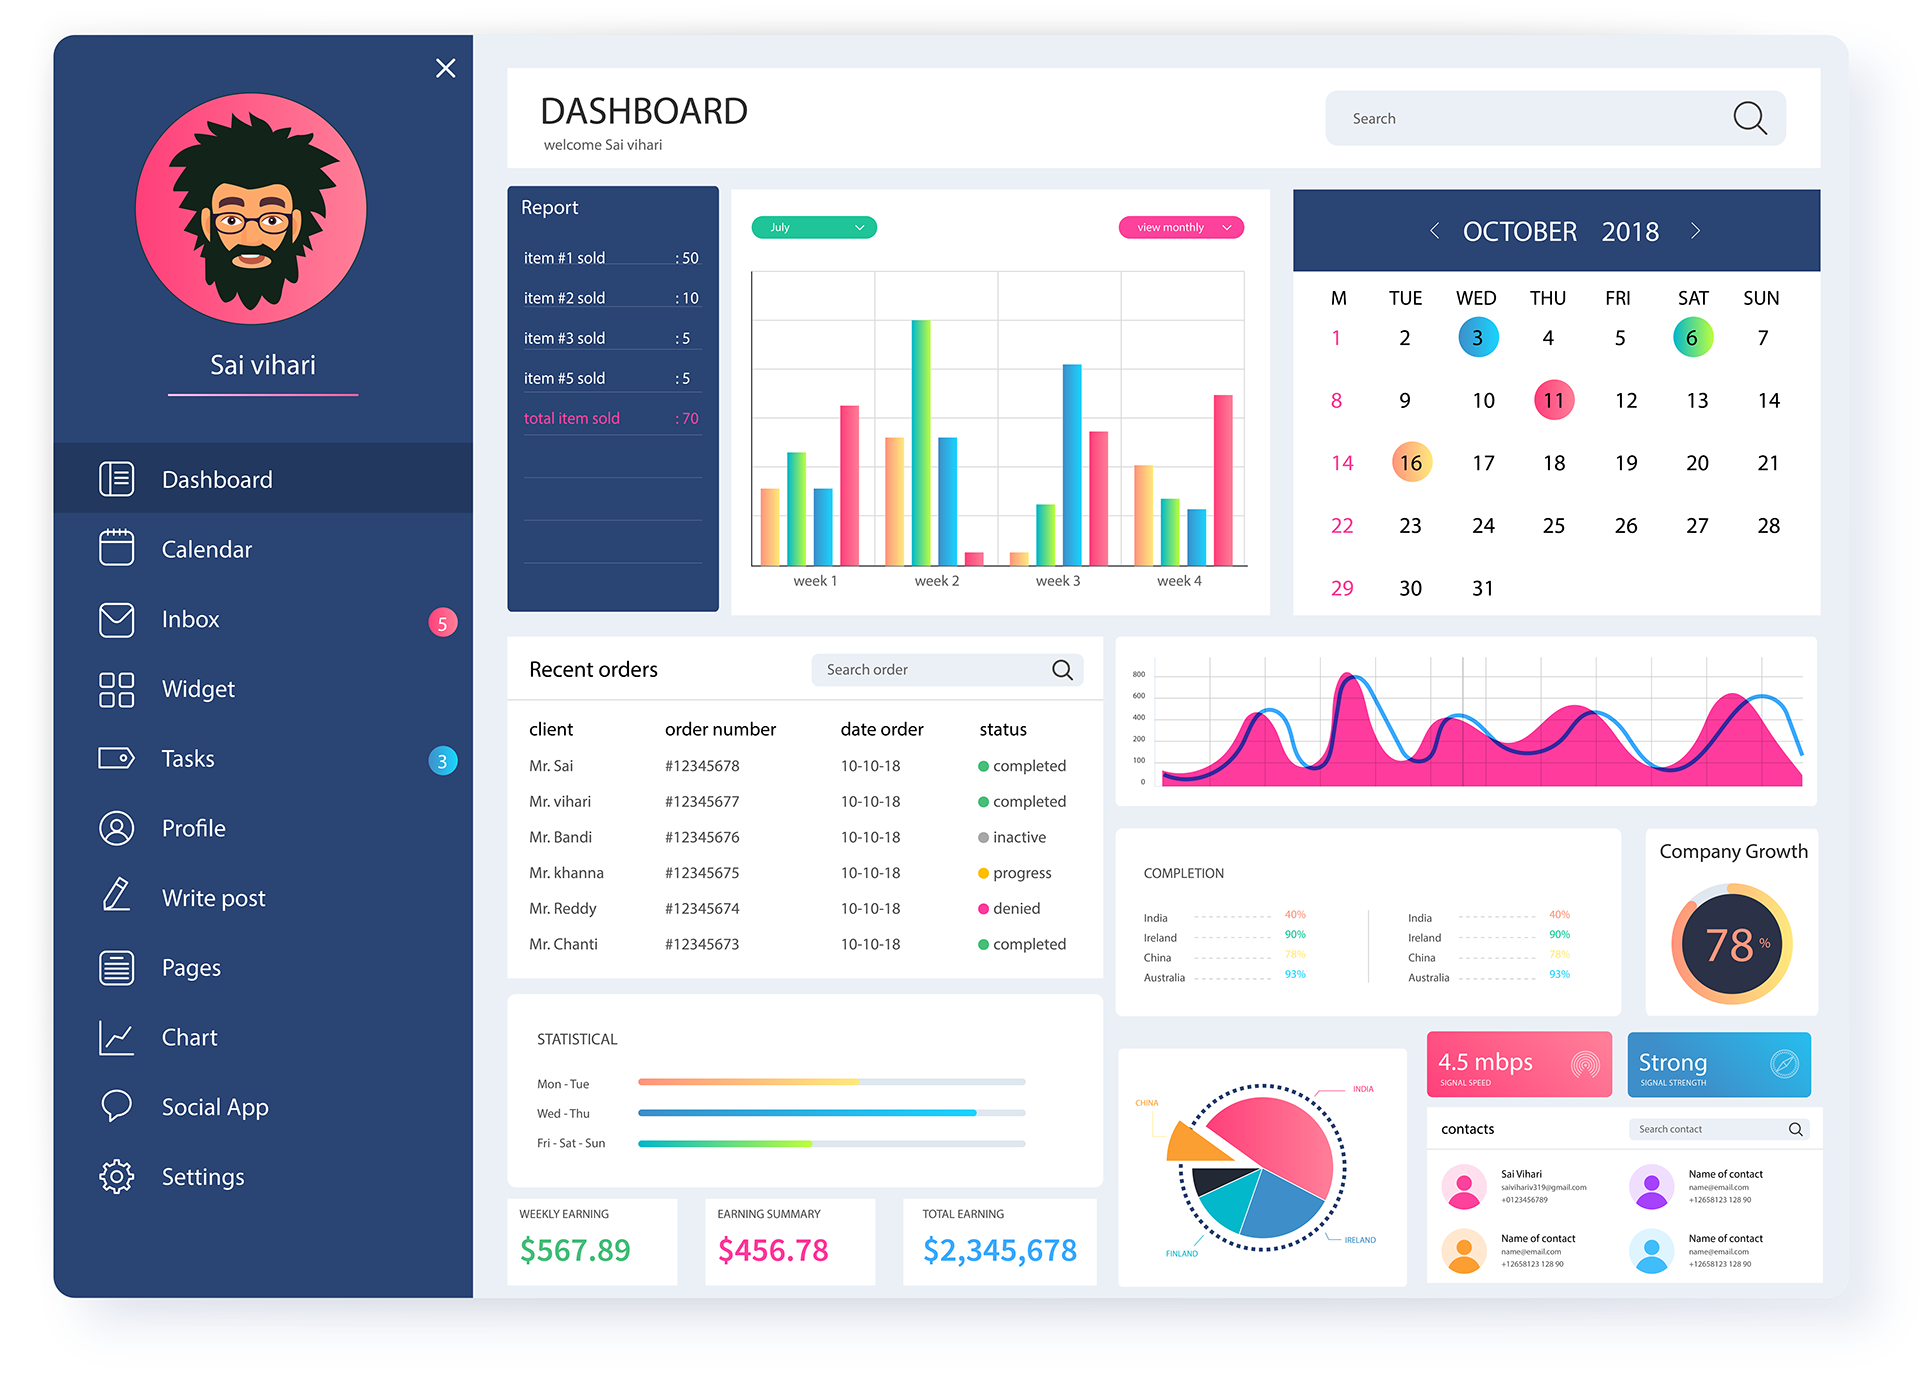 Sai vihari
Dashboard
Calendar
Inbox 5
Widget
Tasks 3
Profile
Write post
Pages
Chart
Social App
Settings
DASHBOARD
welcome Sai vihari
Search
Report
item #1 sold : 50
item #2 sold : 10
item #3 sold : 5
item #5 sold : 5
total item sold : 70
July
view monthly
week 1 week 2 week 3 week 4
OCTOBER 2018
M TUE WED THU FRI SAT SUN
1 2 3 4 5 6 7
8 9 10 11 12 13 14
14 16 17 18 19 20 21
22 23 24 25 26 27 28
29 30 31
Recent orders
Search order
client order number date order status
Mr. Sai #12345678 10-10-18 completed
Mr. vihari #12345677 10-10-18 completed
Mr. Bandi #12345676 10-10-18 inactive
Mr. khanna #12345675 10-10-18 progress
Mr. Reddy #12345674 10-10-18 denied
Mr. Chanti #12345673 10-10-18 completed
800
600
400
200
100
0
COMPLETION
India 40% India 40%
Ireland 90% Ireland 90%
China 78% China 78%
Australia 93% Australia 93%
Company Growth
78 %
STATISTICAL
Mon - Tue
Wed - Thu
Fri - Sat - Sun
WEEKLY EARNING
$567.89
EARNING SUMMARY
$456.78
TOTAL EARNING
$2,345,678
INDIA
CHINA
IRELAND
FINLAND
4.5 mbps
SIGNAL SPEED
Strong
SIGNAL STRENGTH
contacts
Search contact
Sai Vihari
saivihariv319@gmail.com
+0123456789
Name of contact
name@email.com
+12658123 128 90
Name of contact
name@email.com
+12658123 128 90
Name of contact
name@email.com
+12658123 128 90